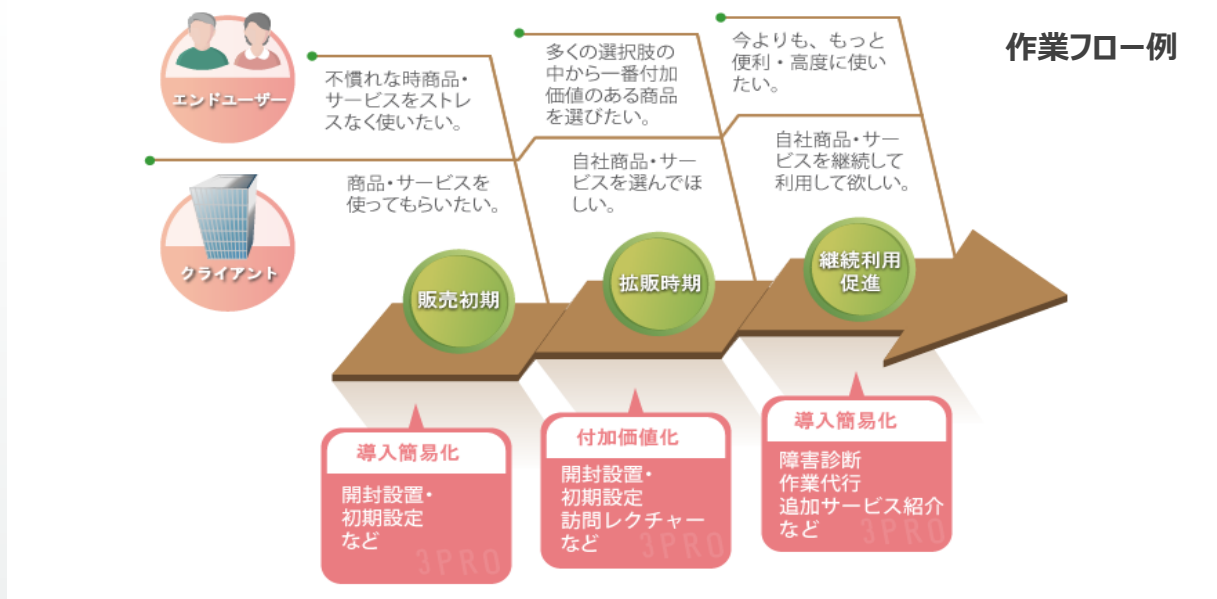 作業フロー例
エンドユーザー
不慣れな時商品・
サービスをストレ
スなく使いたい。
多くの選択肢の
中から一番付加
価値のある商品
を選びたい。
今よりも、もっと
便利・高度に使い
たい。
クライアント
商品・サービスを
使ってもらいたい。
自社商品・サー
ビスを選んでほ
しい。
自社商品・サー
ビスを継続して
利用して欲しい。
販売初期
拡販時期
継続利用
促進
導入簡易化
開封設置・
初期設定
など
3PRO
付加価値化
開封設置・
初期設定
訪問レクチャー
など
3PRO
導入簡易化
障害診断
作業代行
追加サービス紹介
など
3PRO